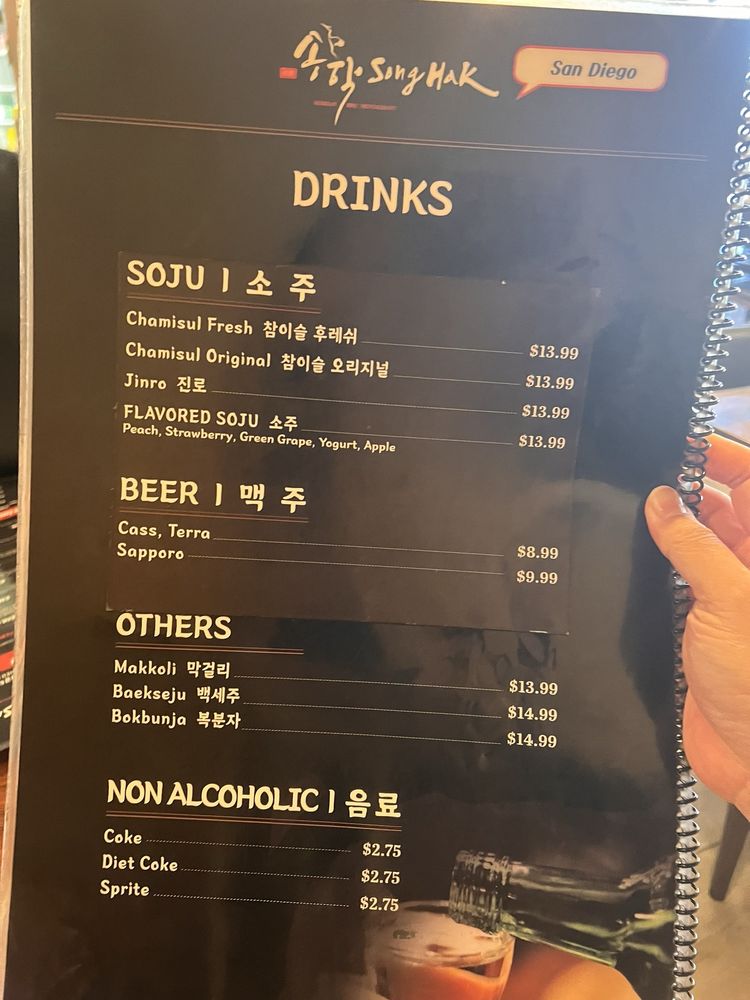 송학 Song Hak
San Diego
DRINKS
SOJU | 소 주
Chamisul Fresh 참이슬 후레쉬 $13.99
Chamisul Original 참이슬 오리지널 $13.99
Jinro 진로 $13.99
FLAVORED SOJU 소주 $13.99
Peach, Strawberry, Green Grape, Yogurt, Apple
BEER | 맥 주
Cass, Terra $8.99
Sapporo $9.99
OTHERS
Makkoli 막걸리 $13.99
Baekseju 백세주 $14.99
Bokbunja 복분자 $14.99
NON ALCOHOLIC | 음료
Coke $2.75
Diet Coke $2.75
Sprite $2.75